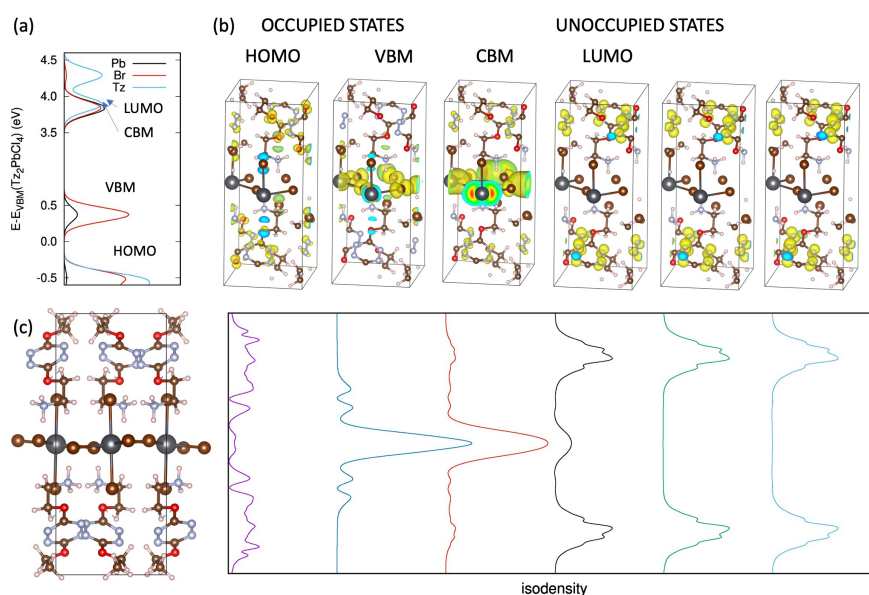 (a)
(b)
OCCUPIED STATES
UNOCCUPIED STATES
HOMO
VBM
CBM
LUMO
E-E_VBM(Tz₂PbCl₄) (eV)
4.5
4.0
3.5
0.5
0.0
-0.5
Pb
Br
Tz
LUMO
CBM
VBM
HOMO
(c)
isodensity